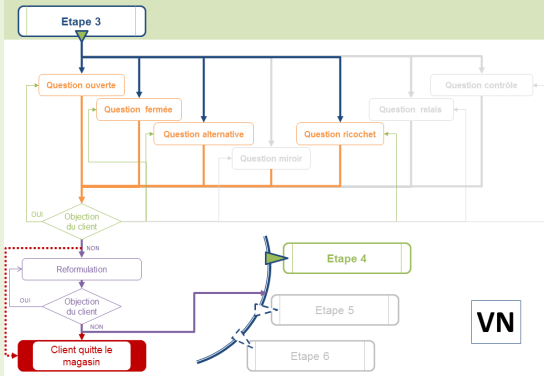 Etape 3
Question ouverte
Question contrôle
Question fermée
Question relais
Question alternative
Question ricochet
Question miroir
OUI
Objection
du client
NON
Reformulation
Etape 4
OUI
Objection
du client
NON
Etape 5
VN
Client quitte le
magasin
Etape 6